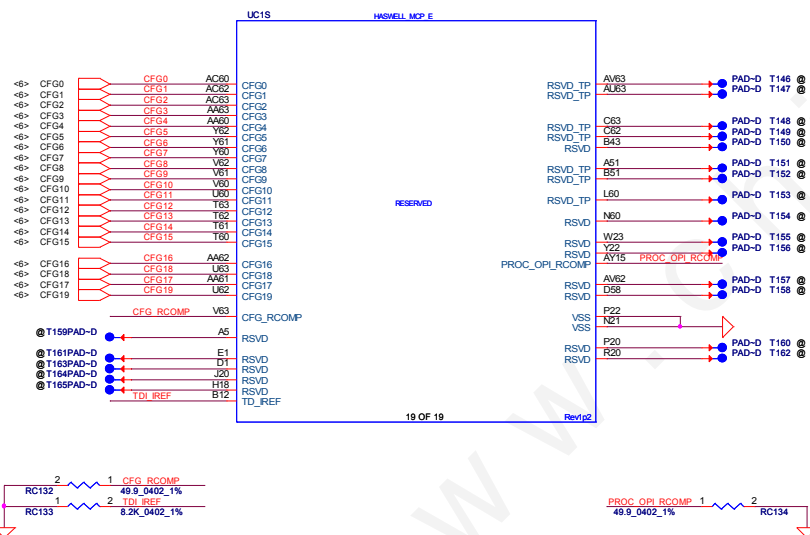 UC1S HASWELL_MCP_E
<6> CFG0 CFG0 AC60 CFG0
<6> CFG1 CFG1 AC62 CFG1
<6> CFG2 CFG2 AC63 CFG2
<6> CFG3 CFG3 AA63 CFG3
<6> CFG4 CFG4 AA60 CFG4
<6> CFG5 CFG5 Y62 CFG5
<6> CFG6 CFG6 Y61 CFG6
<6> CFG7 CFG7 Y60 CFG7
<6> CFG8 CFG8 V62 CFG8
<6> CFG9 CFG9 V61 CFG9
<6> CFG10 CFG10 V60 CFG10
<6> CFG11 CFG11 U60 CFG11
<6> CFG12 CFG12 T63 CFG12
<6> CFG13 CFG13 T62 CFG13
<6> CFG14 CFG14 T61 CFG14
<6> CFG15 CFG15 T60 CFG15
<6> CFG16 CFG16 AA62 CFG16
<6> CFG18 CFG18 U63 CFG18
<6> CFG17 CFG17 AA61 CFG17
<6> CFG19 CFG19 U62 CFG19
CFG_RCOMP V63 CFG_RCOMP
@ T159PAD~D A5 RSVD
@ T161PAD~D E1 RSVD
@ T163PAD~D D1 RSVD
@ T164PAD~D J20 RSVD
@ T165PAD~D H18 RSVD
TDI_IREF B12 TD_IREF
RESERVED
RSVD_TP AV63 PAD~D T146 @
RSVD_TP AU63 PAD~D T147 @
RSVD_TP C63 PAD~D T148 @
RSVD_TP C62 PAD~D T149 @
RSVD B43 PAD~D T150 @
RSVD_TP A51 PAD~D T151 @
RSVD_TP B51 PAD~D T152 @
RSVD_TP L60 PAD~D T153 @
RSVD N60 PAD~D T154 @
RSVD W23 PAD~D T155 @
RSVD Y22 PAD~D T156 @
PROC_OPI_RCOMP AY15 PROC_OPI_RCOMP
RSVD AV62 PAD~D T157 @
RSVD D58 PAD~D T158 @
VSS P22
VSS N21
RSVD P20 PAD~D T160 @
RSVD R20 PAD~D T162 @
19 OF 19 Rev1p2
2 1 CFG_RCOMP
RC132 49.9_0402_1%
1 2 TDI_IREF
RC133 8.2K_0402_1%
PROC_OPI_RCOMP 1 2
49.9_0402_1% RC134